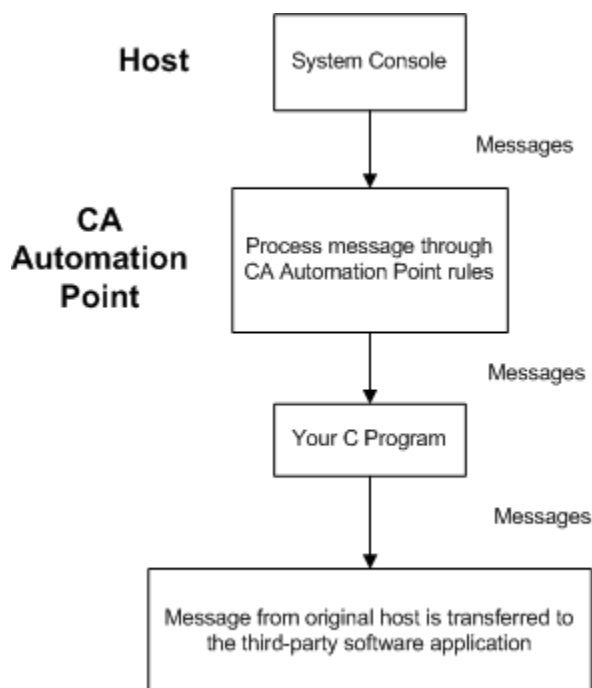 Host
System Console
Messages
CA
Automation
Point
Process message through
CA Automation Point rules
Messages
Your C Program
Messages
Message from original host is transferred to
the third-party software application